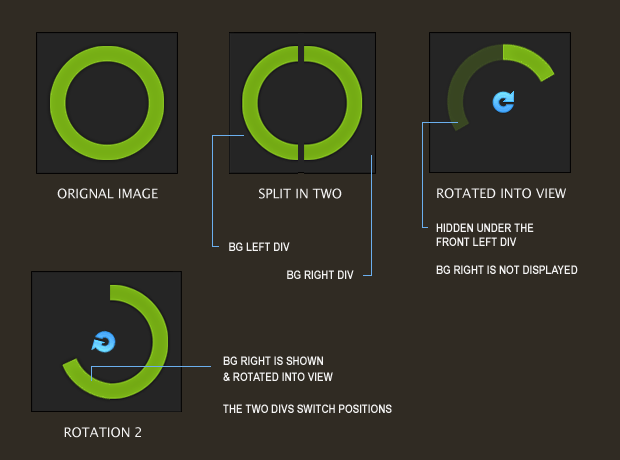 ORIGNAL IMAGE
SPLIT IN TWO
ROTATED INTO VIEW
BG LEFT DIV
BG RIGHT DIV
HIDDEN UNDER THE
FRONT LEFT DIV
BG RIGHT IS NOT DISPLAYED
BG RIGHT IS SHOWN
& ROTATED INTO VIEW
THE TWO DIVS SWITCH POSITIONS
ROTATION 2